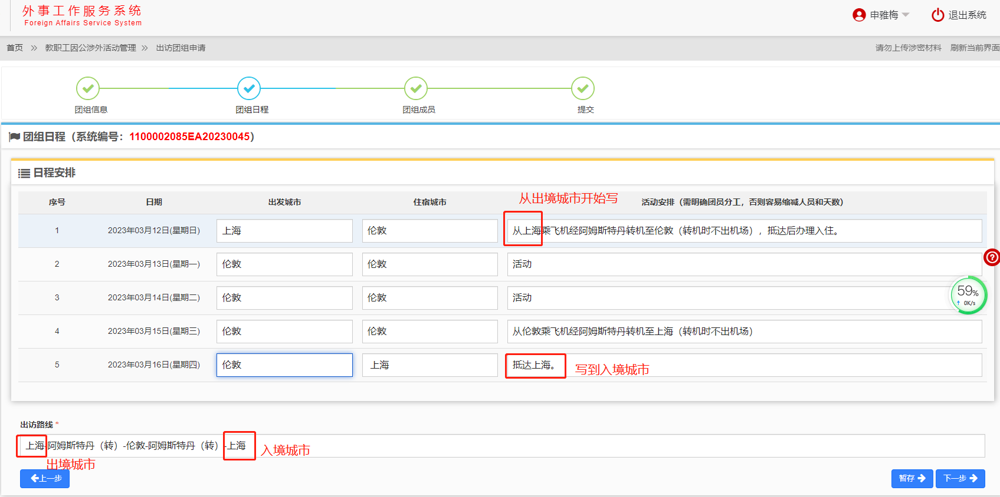 外事工作服务系统
Foreign Affairs Service System
申雅梅
退出系统
首页 » 教职工因公涉外活动管理 » 出访团组申请
请勿上传涉密材料 刷新当前界面
团组信息 团组日程 团组成员 提交
团组日程（系统编号：1100002085EA20230045）
日程安排
从出境城市开始写
序号 日期 出发城市 住宿城市 活动安排（需明确团员分工，否则容易缩减人员和天数）
1 2023年03月12日(星期日) 上海 伦敦 从上海乘飞机经阿姆斯特丹转机至伦敦（转机时不出机场），抵达后办理入住。
2 2023年03月13日(星期一) 伦敦 伦敦 活动
3 2023年03月14日(星期二) 伦敦 伦敦 活动
59%
↑ 0K/s
4 2023年03月15日(星期三) 伦敦 伦敦 从伦敦乘飞机经阿姆斯特丹转机至上海（转机时不出机场）
5 2023年03月16日(星期四) 伦敦 上海 抵达上海。 写到入境城市
出访路线 *
上海-阿姆斯特丹（转）-伦敦-阿姆斯特丹（转）-上海
入境城市
出境城市
上一步
暂存 下一步